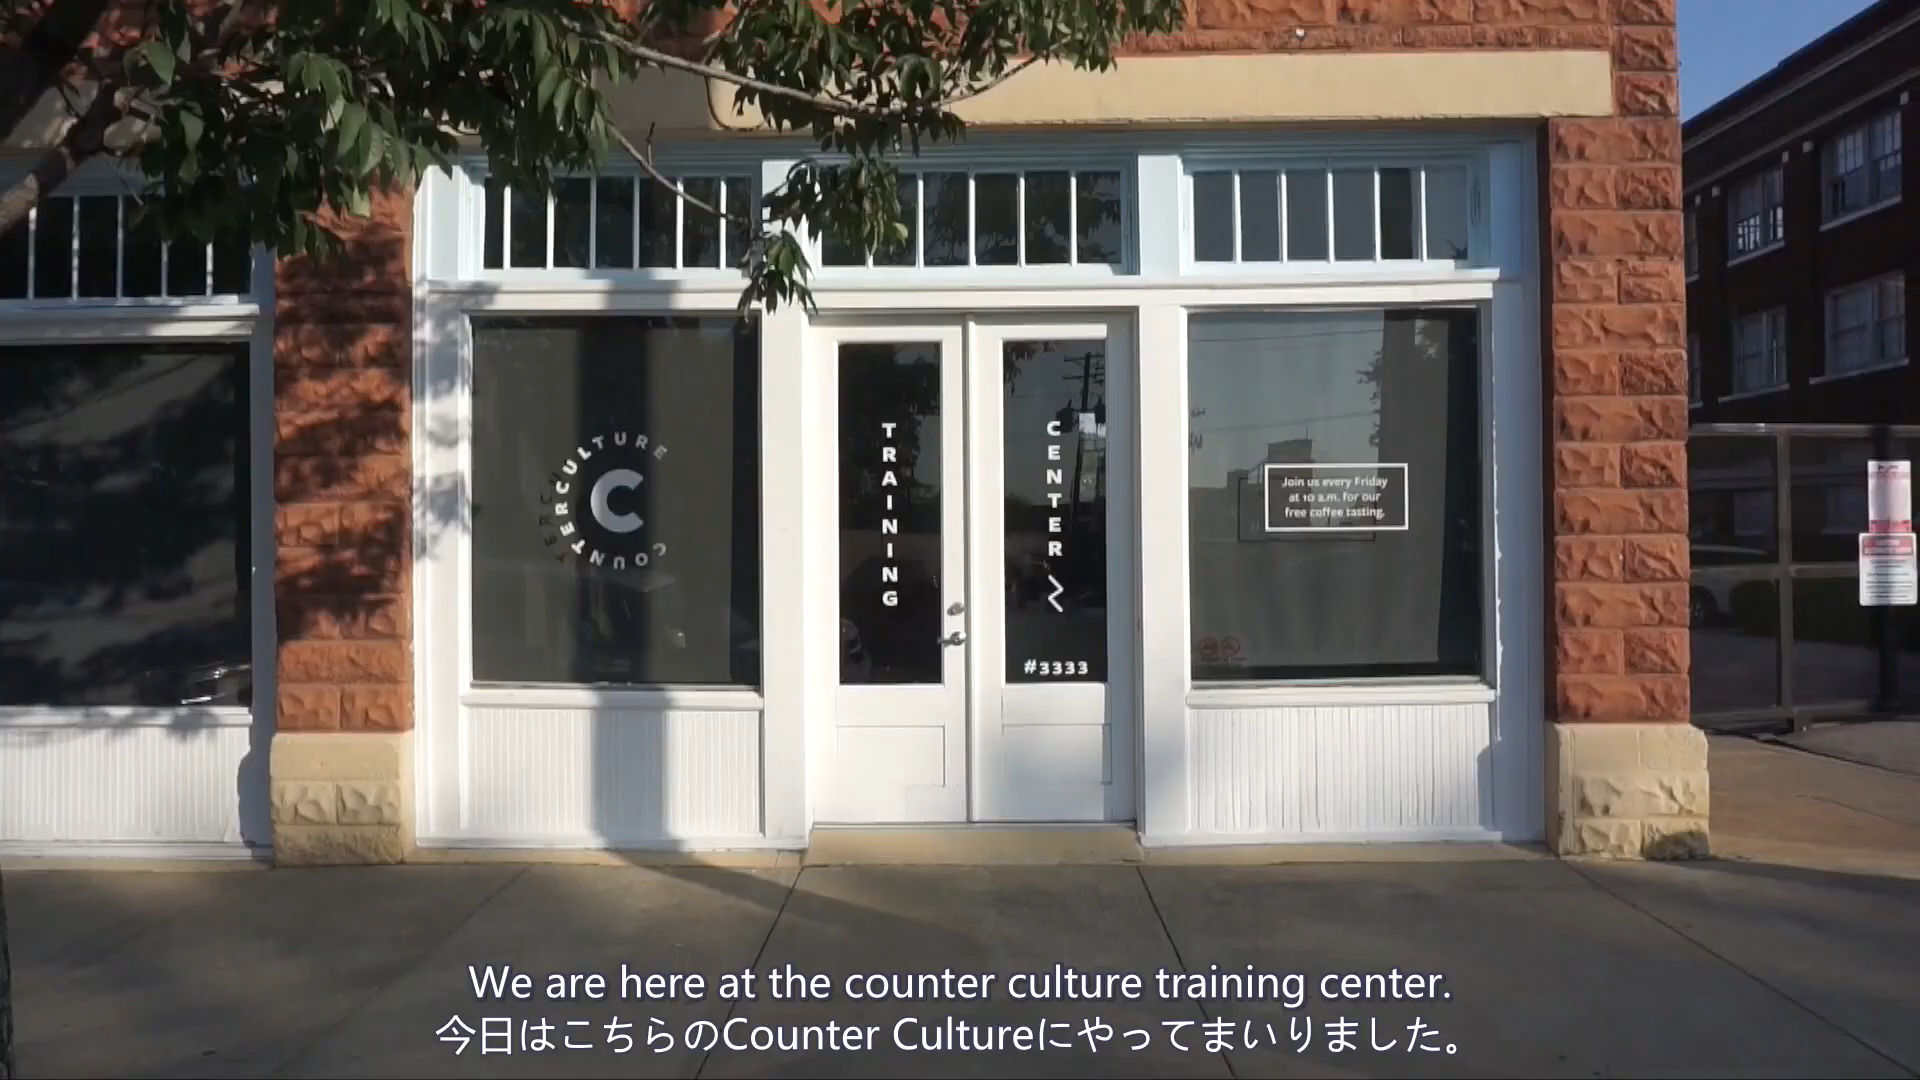 COUNTER CULTURE
C
TRAINING
CENTER
#3333
Join us every Friday
at 10 a.m. for our
free coffee tasting.
We are here at the counter culture training center.
今日はこちらのCounter Cultureにやってまいりました。